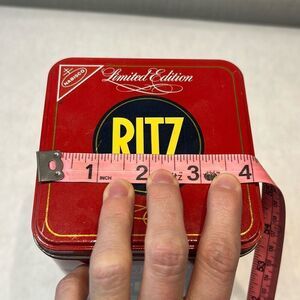 NABISCO
Limited Edition
RITZ
1 INCH 2 3 4